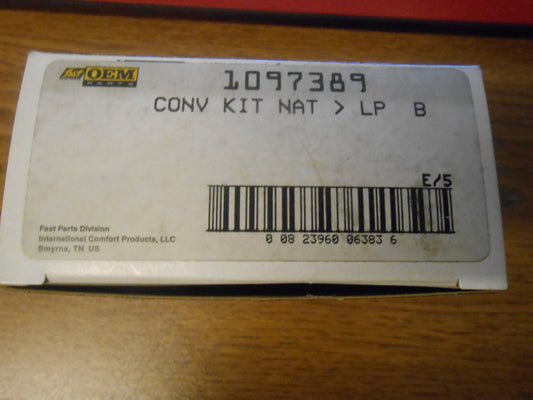 Fast OEM
PARTS
1097389
CONV KIT NAT > LP B
E/5
0 08 23960 06383 6
Fast Parts Division
International Comfort Products, LLC
Smyrna, TN US